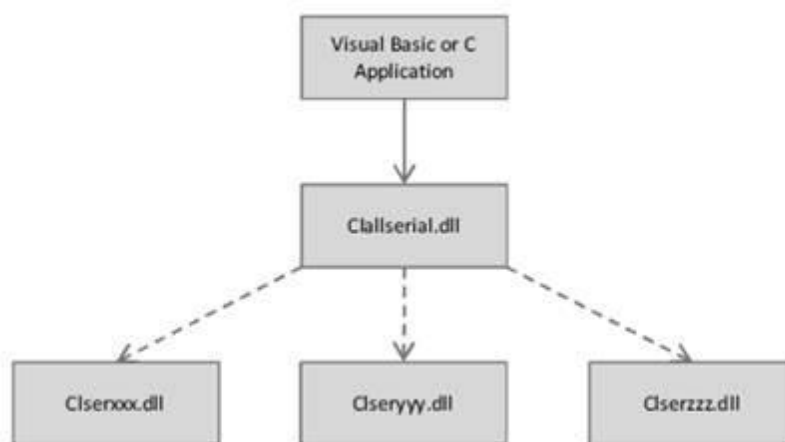 Visual Basic or C
Application
Clallserial.dll
Clserxxx.dll
Clseryyy.dll
Clserzzz.dll